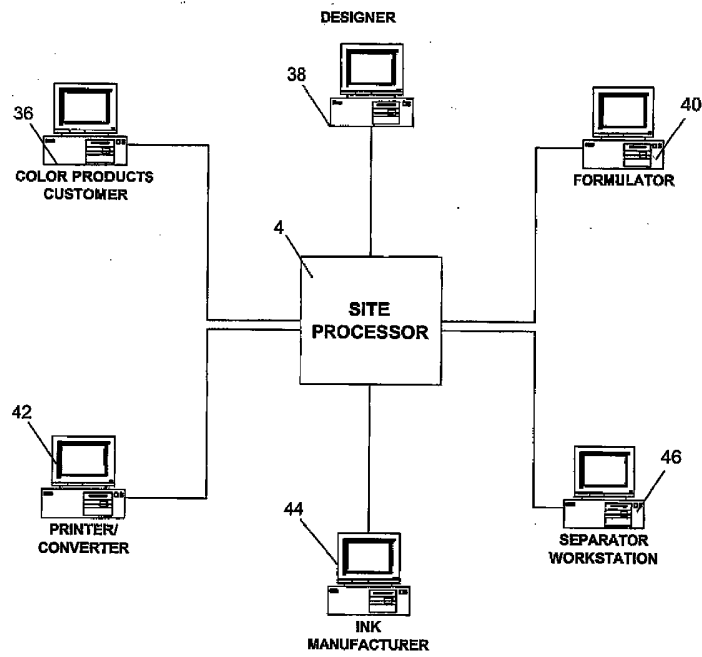 DESIGNER
38
36
40
COLOR PRODUCTS
CUSTOMER
FORMULATOR
4
SITE
PROCESSOR
42
46
44
PRINTER/
CONVERTER
SEPARATOR
WORKSTATION
INK
MANUFACTURER